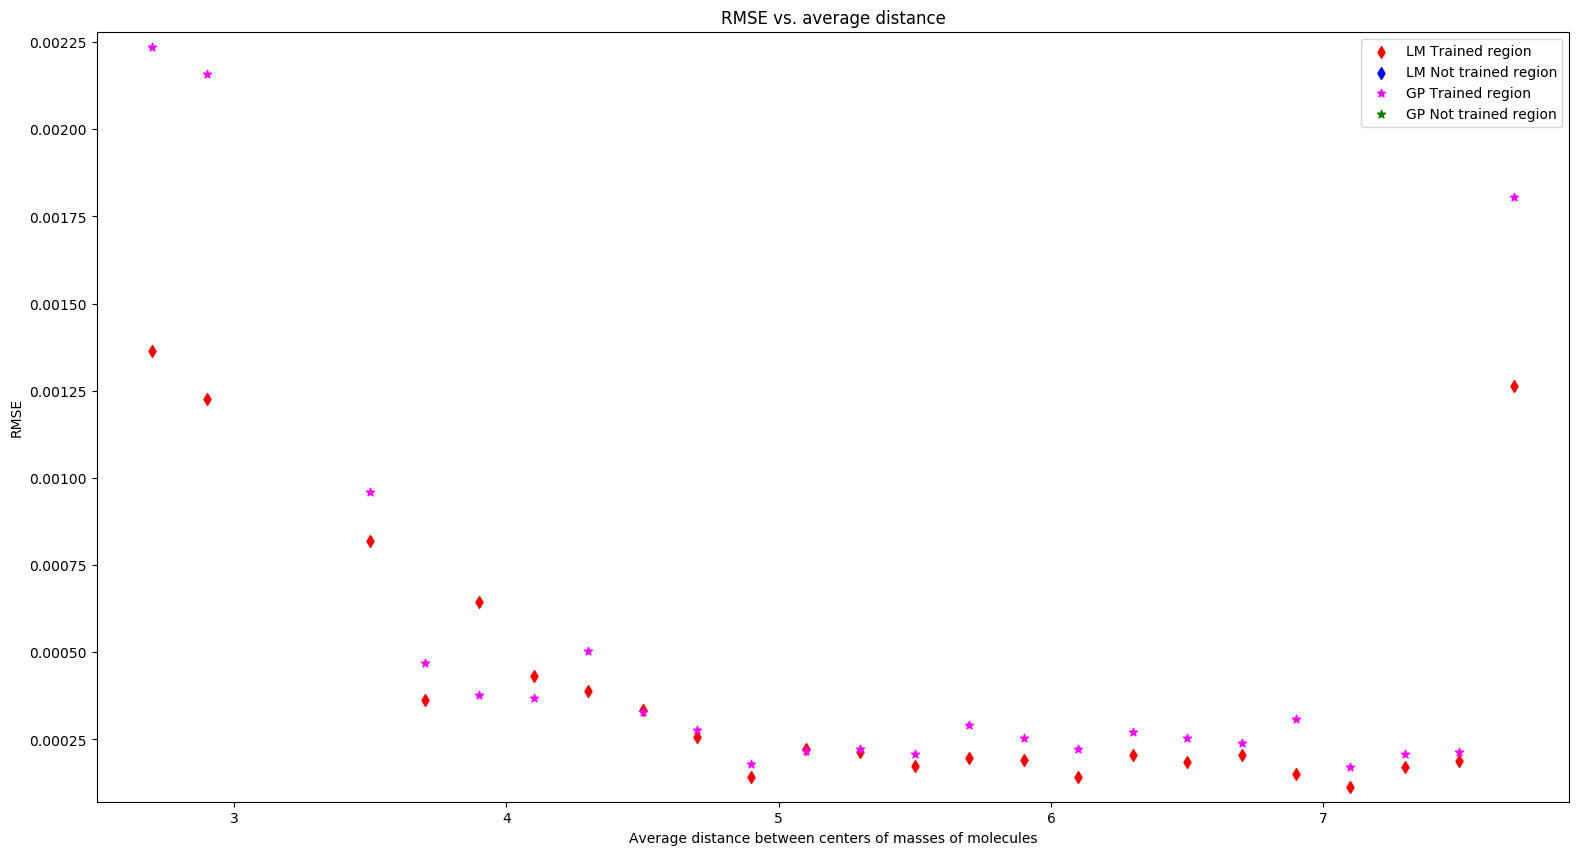 RMSE vs. average distance
LM Trained region
LM Not trained region
GP Trained region
GP Not trained region
RMSE
0.00225
0.00200
0.00175
0.00150
0.00125
0.00100
0.00075
0.00050
0.00025
3
4
5
6
7
Average distance between centers of masses of molecules